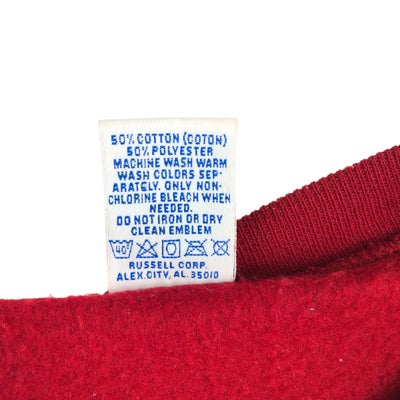 50% COTTON (COTON)
50% POLYESTER
MACHINE WASH WARM
WASH COLORS SEP-
ARATELY. ONLY NON-
CHLORINE BLEACH WHEN
NEEDED.
DO NOT IRON OR DRY
CLEAN EMBLEM
40°
RUSSELL CORP.
ALEX. CITY, AL. 35010